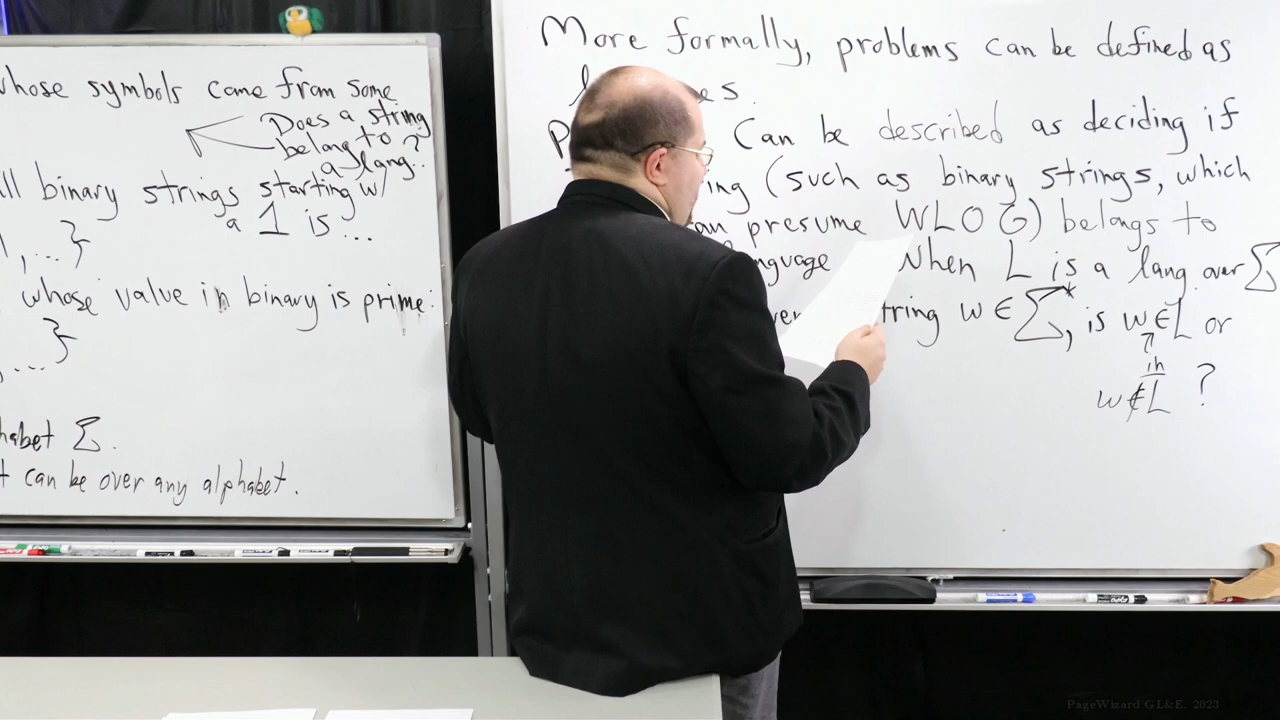 whose symbols come from some
Does a string
belong to
a lang..?
all binary strings starting w/
a 1 is ...
1,...}
whose value in binary is prime:
}
,...
habet Σ.
t can be over any alphabet.
More formally, problems can be defined as
es.
P Can be described as deciding if
ring (such as binary strings, which
an presume WLOG) belongs to
nguage When L is a lang over Σ
ver tring w ∈ Σ*, is w∈L or
↑
in
w∉L ?
PageWizard GL&E. 2023